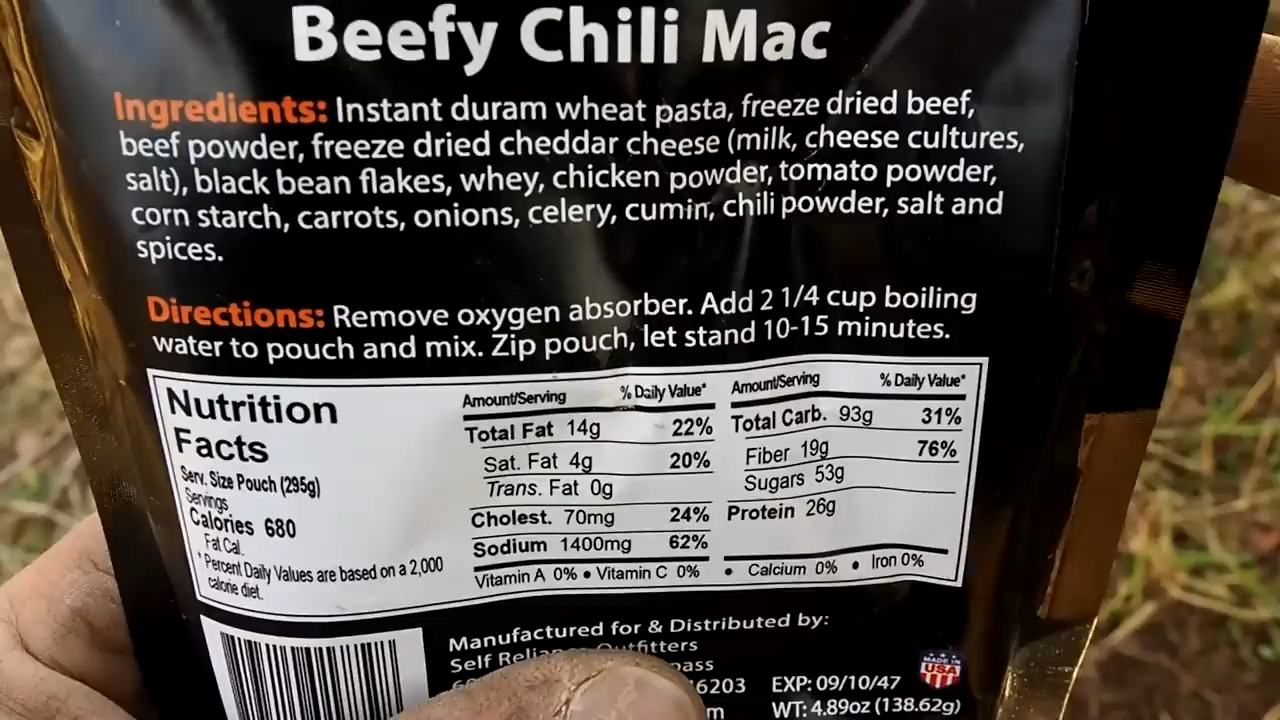 Beefy Chili Mac
Ingredients: Instant duram wheat pasta, freeze dried beef,
beef powder, freeze dried cheddar cheese (milk, cheese cultures,
salt), black bean flakes, whey, chicken powder, tomato powder,
corn starch, carrots, onions, celery, cumin, chili powder, salt and
spices.
Directions: Remove oxygen absorber. Add 2 1/4 cup boiling
water to pouch and mix. Zip pouch, let stand 10-15 minutes.
Nutrition
Facts
Serv. Size Pouch (295g)
Servings
Calories 680
Fat Cal.
*Percent Daily Values are based on a 2,000
calorie diet.
Amount/Serving % Daily Value*
Total Fat 14g 22%
Sat. Fat 4g 20%
Trans. Fat 0g
Cholest. 70mg 24%
Sodium 1400mg 62%
Amount/Serving % Daily Value*
Total Carb. 93g 31%
Fiber 19g 76%
Sugars 53g
Protein 26g
Vitamin A 0% • Vitamin C 0% • Calcium 0% • Iron 0%
Manufactured for & Distributed by:
Self Reliance Outfitters
6203
EXP: 09/10/47
WT: 4.89oz (138.62g)
MADE IN
USA